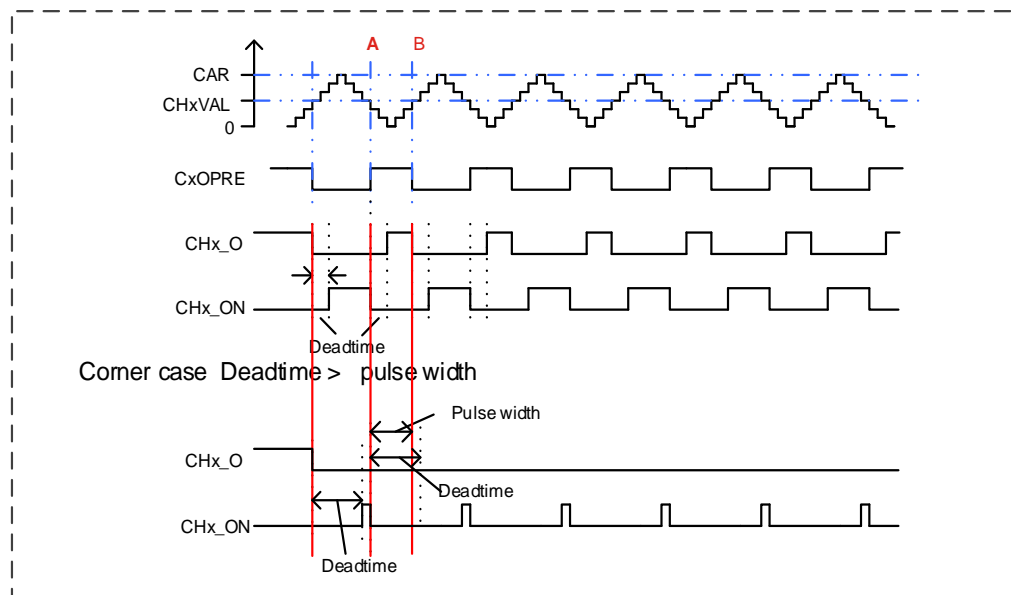 A B
CAR
CHxVAL
0
CxOPRE
CHx_O
CHx_ON
Deadtime
Corner case Deadtime > pulse width
Pulse width
CHx_O
Deadtime
CHx_ON
Deadtime